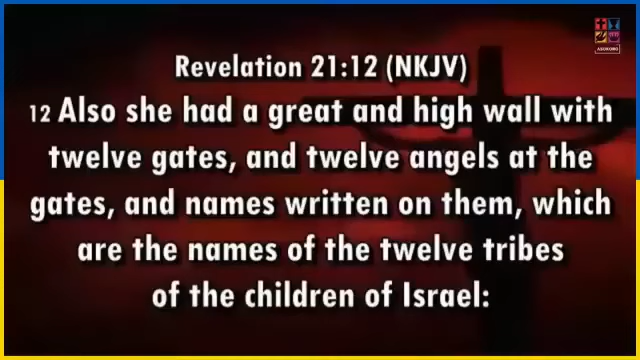 ASOKORO
Revelation 21:12 (NKJV)
12 Also she had a great and high wall with
twelve gates, and twelve angels at the
gates, and names written on them, which
are the names of the twelve tribes
of the children of Israel: